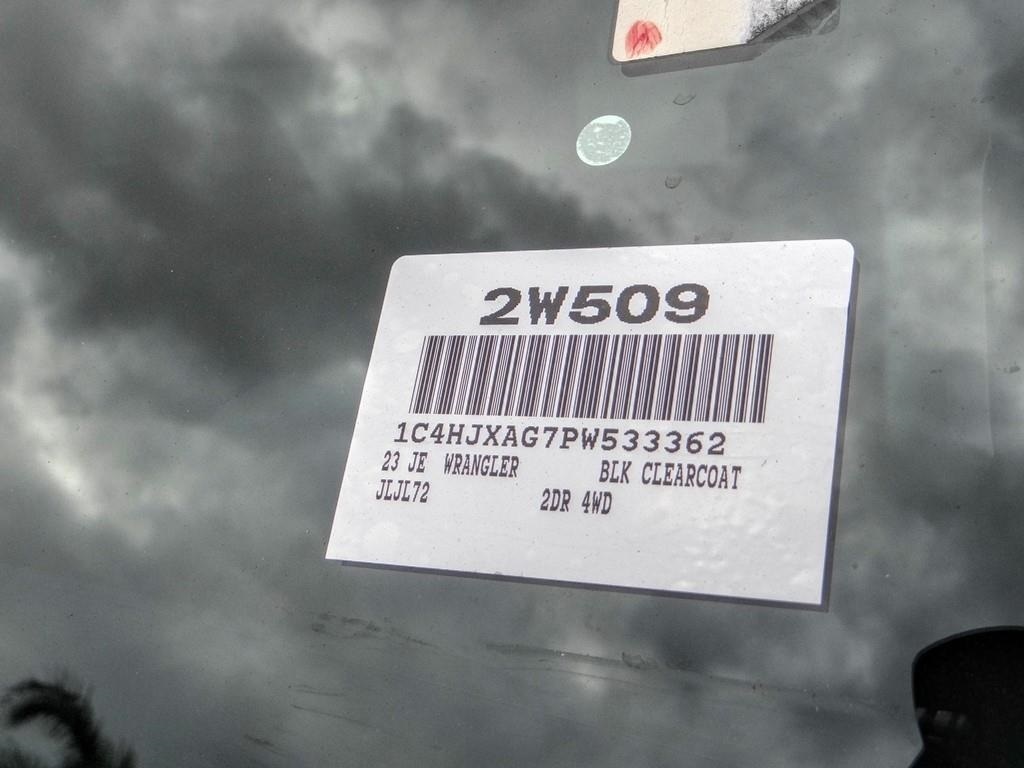 2W509
1C4HJXAG7PW533362
23 JE WRANGLER BLK CLEARCOAT
JLJL72 2DR 4WD